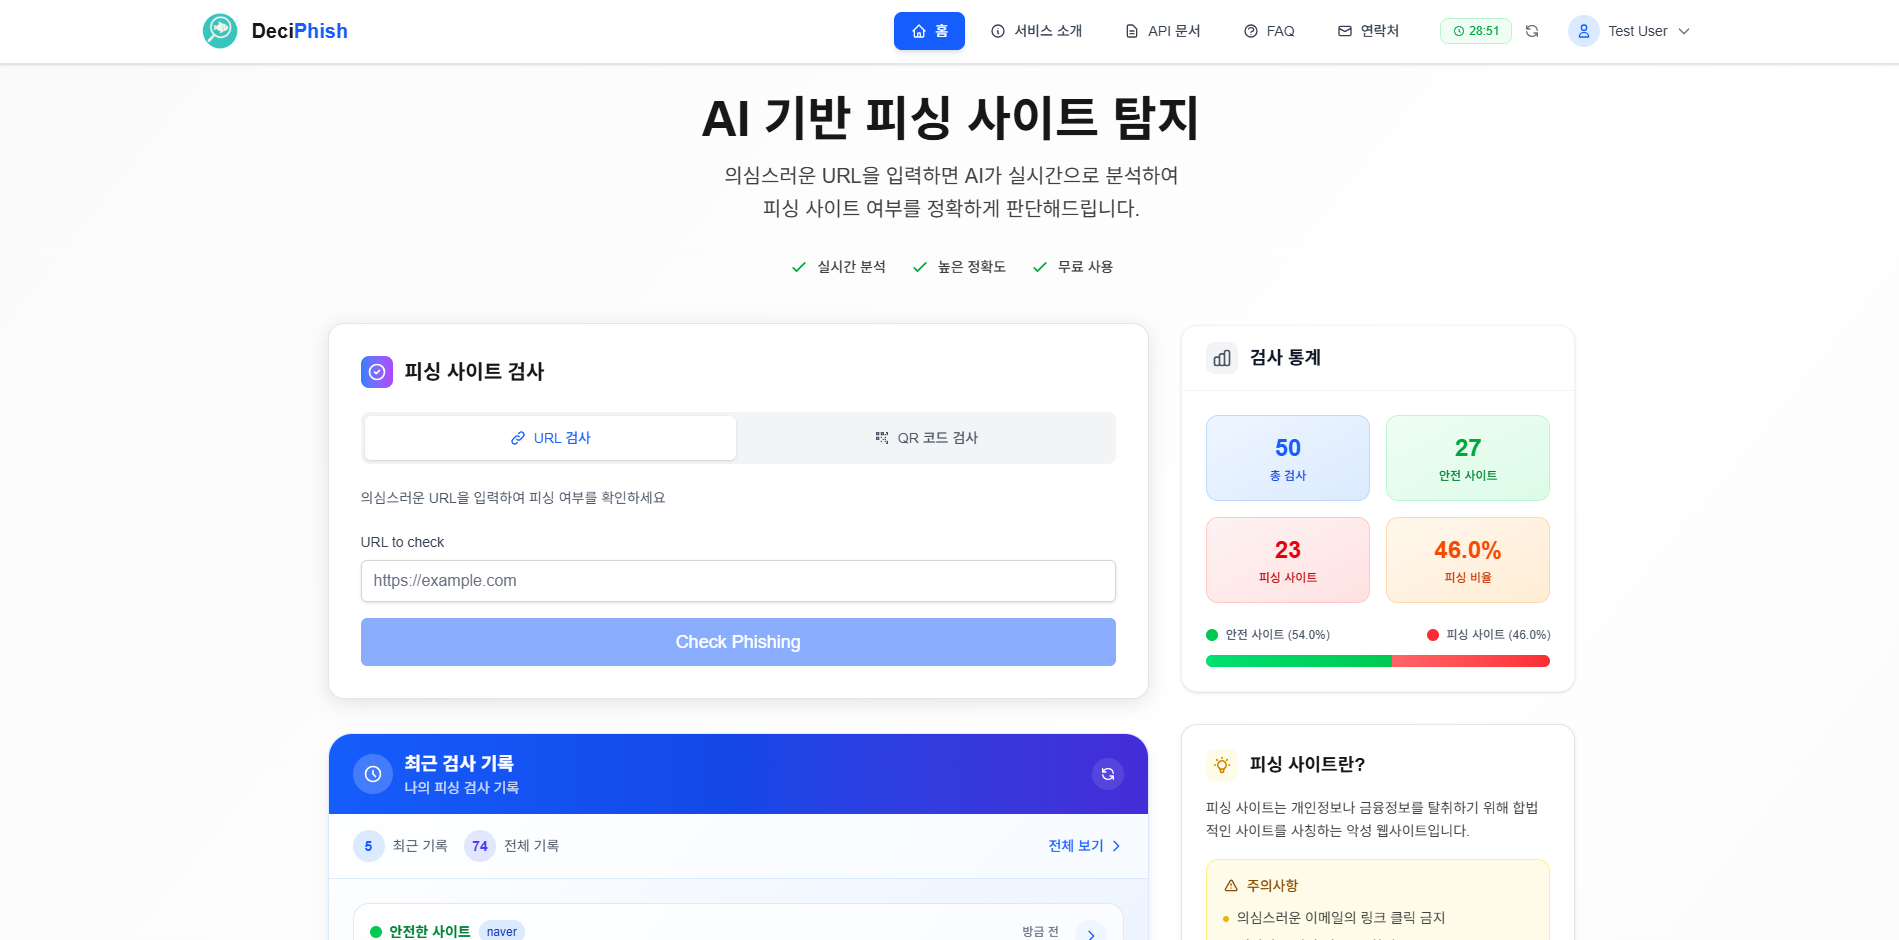 DeciPhish
홈
서비스 소개
API 문서
FAQ
연락처
28:51
Test User
AI 기반 피싱 사이트 탐지
의심스러운 URL을 입력하면 AI가 실시간으로 분석하여
피싱 사이트 여부를 정확하게 판단해드립니다.
실시간 분석
높은 정확도
무료 사용
피싱 사이트 검사
URL 검사
QR 코드 검사
의심스러운 URL을 입력하여 피싱 여부를 확인하세요
URL to check
https://example.com
Check Phishing
검사 통계
50
총 검사
27
안전 사이트
23
피싱 사이트
46.0%
피싱 비율
안전 사이트 (54.0%)
피싱 사이트 (46.0%)
최근 검사 기록
나의 피싱 검사 기록
5 최근 기록
74 전체 기록
전체 보기
안전한 사이트
naver
방금 전
피싱 사이트란?
피싱 사이트는 개인정보나 금융정보를 탈취하기 위해 합법
적인 사이트를 사칭하는 악성 웹사이트입니다.
주의사항
의심스러운 이메일의 링크 클릭 금지